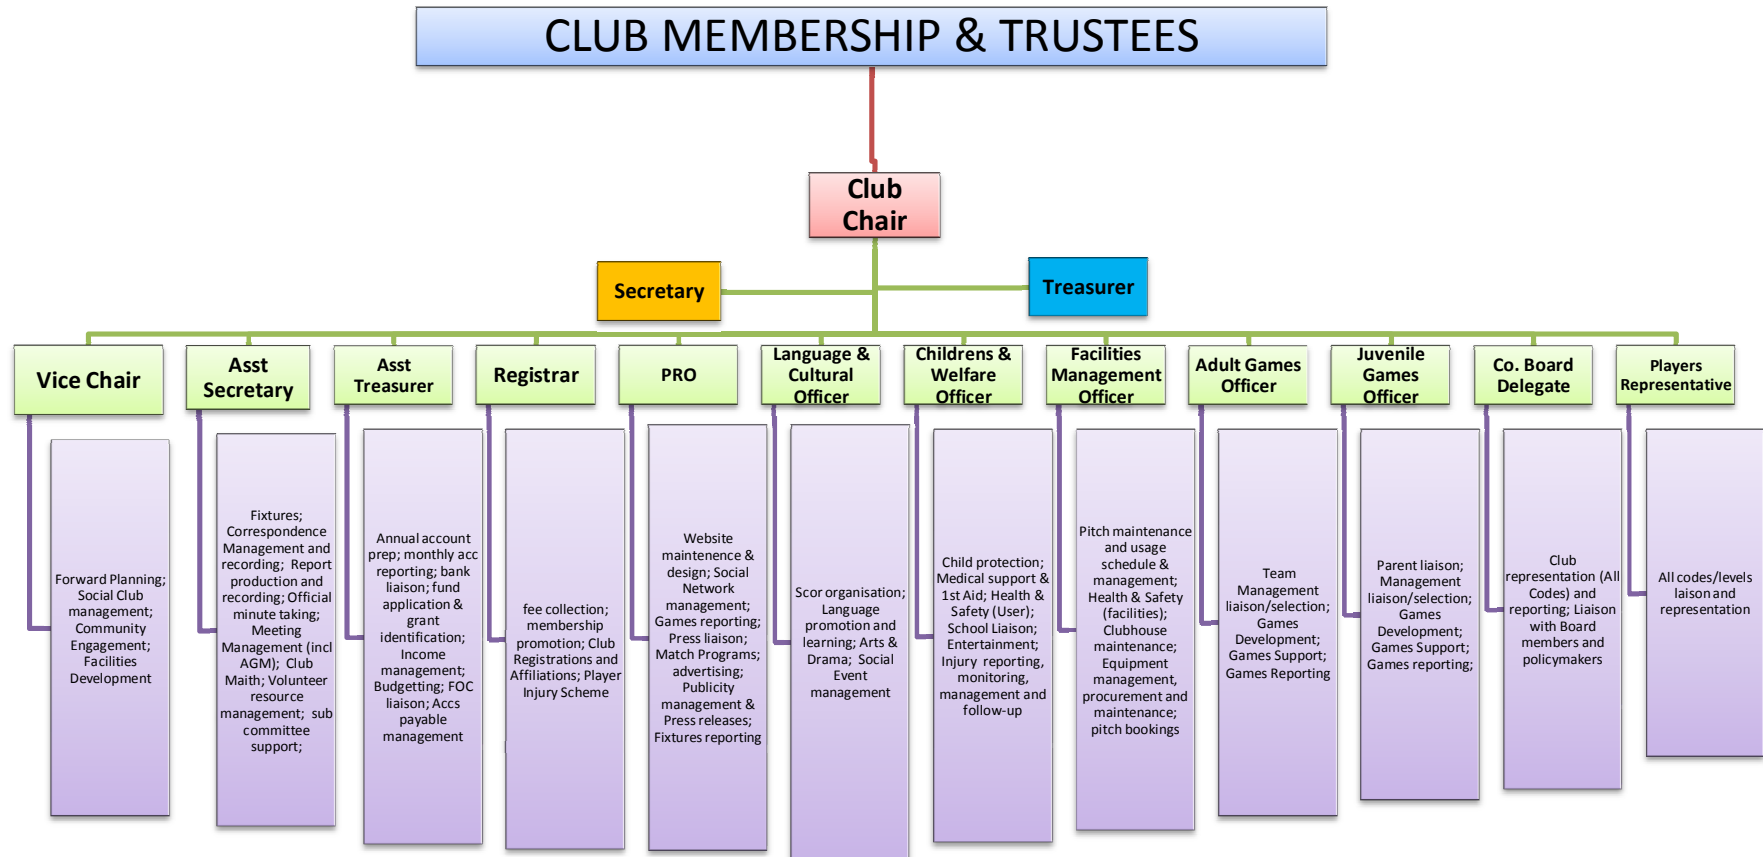 CLUB MEMBERSHIP & TRUSTEES
Club
Chair
Secretary
Treasurer
Vice Chair
Asst
Secretary
Asst
Treasurer
Registrar
PRO
Language &
Cultural
Officer
Childrens &
Welfare
Officer
Facilities
Management
Officer
Adult Games
Officer
Juvenile
Games
Officer
Co. Board
Delegate
Players
Representative
Forward Planning;
Social Club
management;
Community
Engagement;
Facilities
Development
Fixtures;
Correspondence
Management and
recording; Report
production and
recording; Official
minute taking;
Meeting
Management (incl
AGM); Club
Maith; Volunteer
resource
management; sub
committee
support;
Annual account
prep; monthly acc
reporting; bank
liaison; fund
application &
grant
identification;
Income
management;
Budgetting; FOC
liaison; Accs
payable
management
fee collection;
membership
promotion; Club
Registrations and
Affiliations; Player
Injury Scheme
Website
maintenence &
design; Social
Network
management;
Games reporting;
Press liaison;
Match Programs;
advertising;
Publicity
management &
Press releases;
Fixtures reporting
Scor organisation;
Language
promotion and
learning; Arts &
Drama; Social
Event
management
Child protection;
Medical support &
1st Aid; Health &
Safety (User);
School Liaison;
Entertainment;
Injury reporting,
monitoring,
management and
follow-up
Pitch maintenance
and usage
schedule &
management;
Health & Safety
(facilities);
Clubhouse
maintenance;
Equipment
management,
procurement and
maintenance;
pitch bookings
Team
Management
liaison/selection;
Games
Development;
Games Support;
Games Reporting
Parent liaison;
Management
liaison/selection;
Games
Development;
Games Support;
Games reporting;
Club
representation (All
Codes) and
reporting; Liaison
with Board
members and
policymakers
All codes/levels
laison and
representation